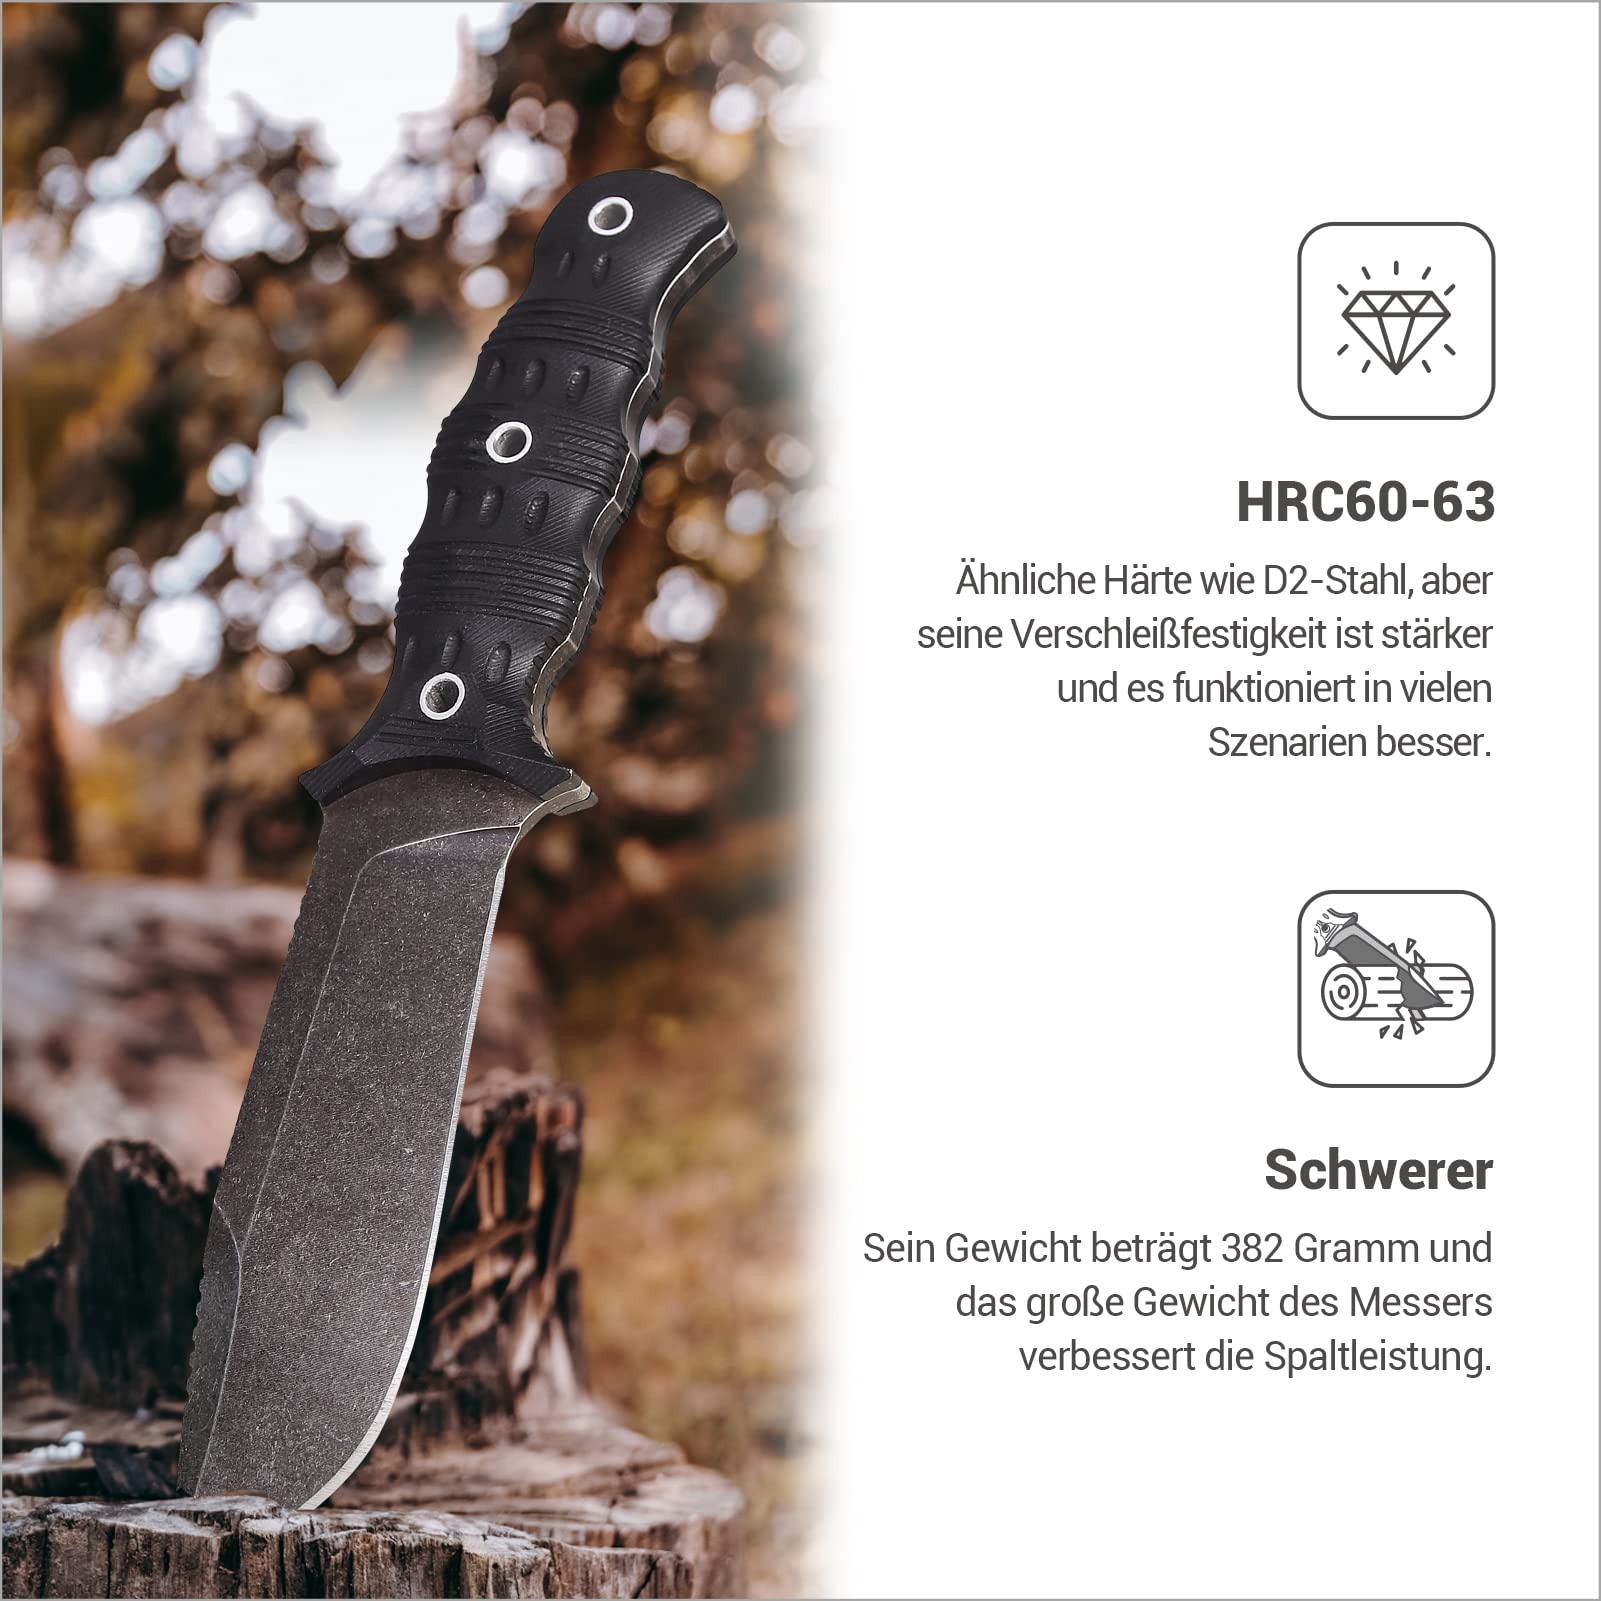 HRC60-63
Ähnliche Härte wie D2-Stahl, aber
seine Verschleißfestigkeit ist stärker
und es funktioniert in vielen
Szenarien besser.
Schwerer
Sein Gewicht beträgt 382 Gramm und
das große Gewicht des Messers
verbessert die Spaltleistung.